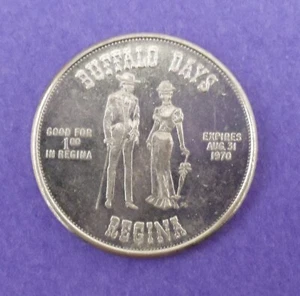 BUFFALO DAYS
GOOD FOR
1.00
IN REGINA
EXPIRES
AUG. 31
1970
REGINA